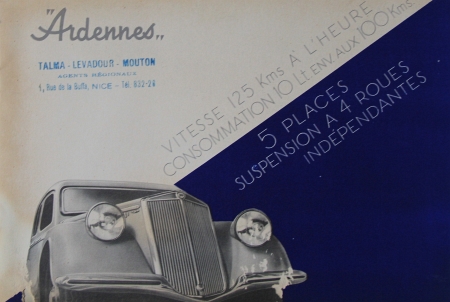 "Ardennes„
TALMA - LEVADOUR - MOUTON
AGENTS RÉGIONAUX
4, Rue de la Buffa, NICE - Tél. 832-26
VITESSE 125 Kms A L'HEURE
CONSOMMATION 10 Lt ENV. AUX 100 Kms
5 PLACES
SUSPENSION A 4 ROUES
INDÉPENDANTES